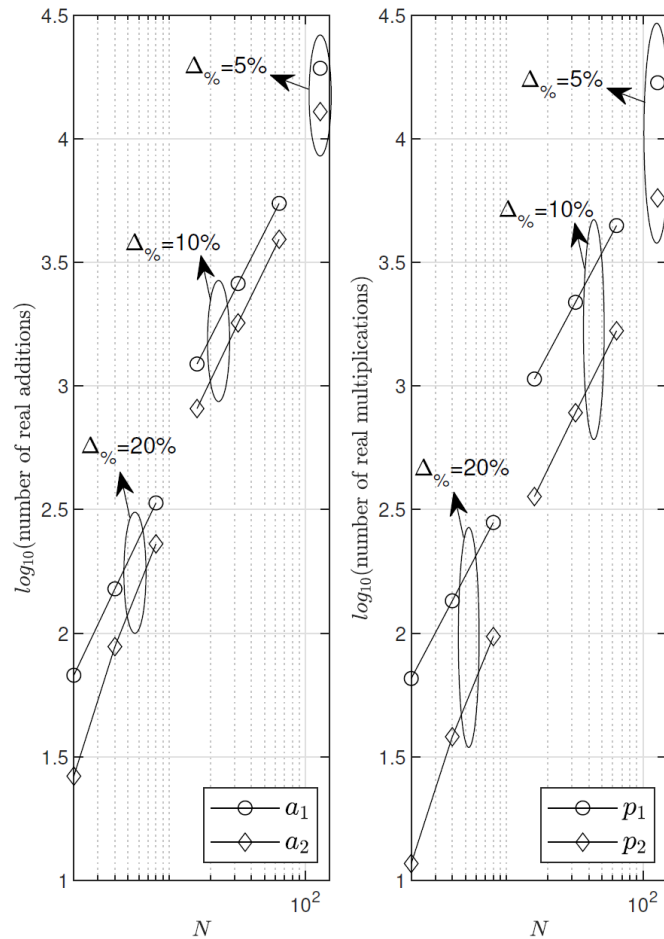 4.5
4
3.5
3
2.5
2
1.5
1
log10(number of real additions)
Δ%=5%
Δ%=10%
Δ%=20%
a1
a2
10^2
N
4.5
4
3.5
3
2.5
2
1.5
1
log10(number of real multiplications)
Δ%=5%
Δ%=10%
Δ%=20%
p1
p2
10^2
N